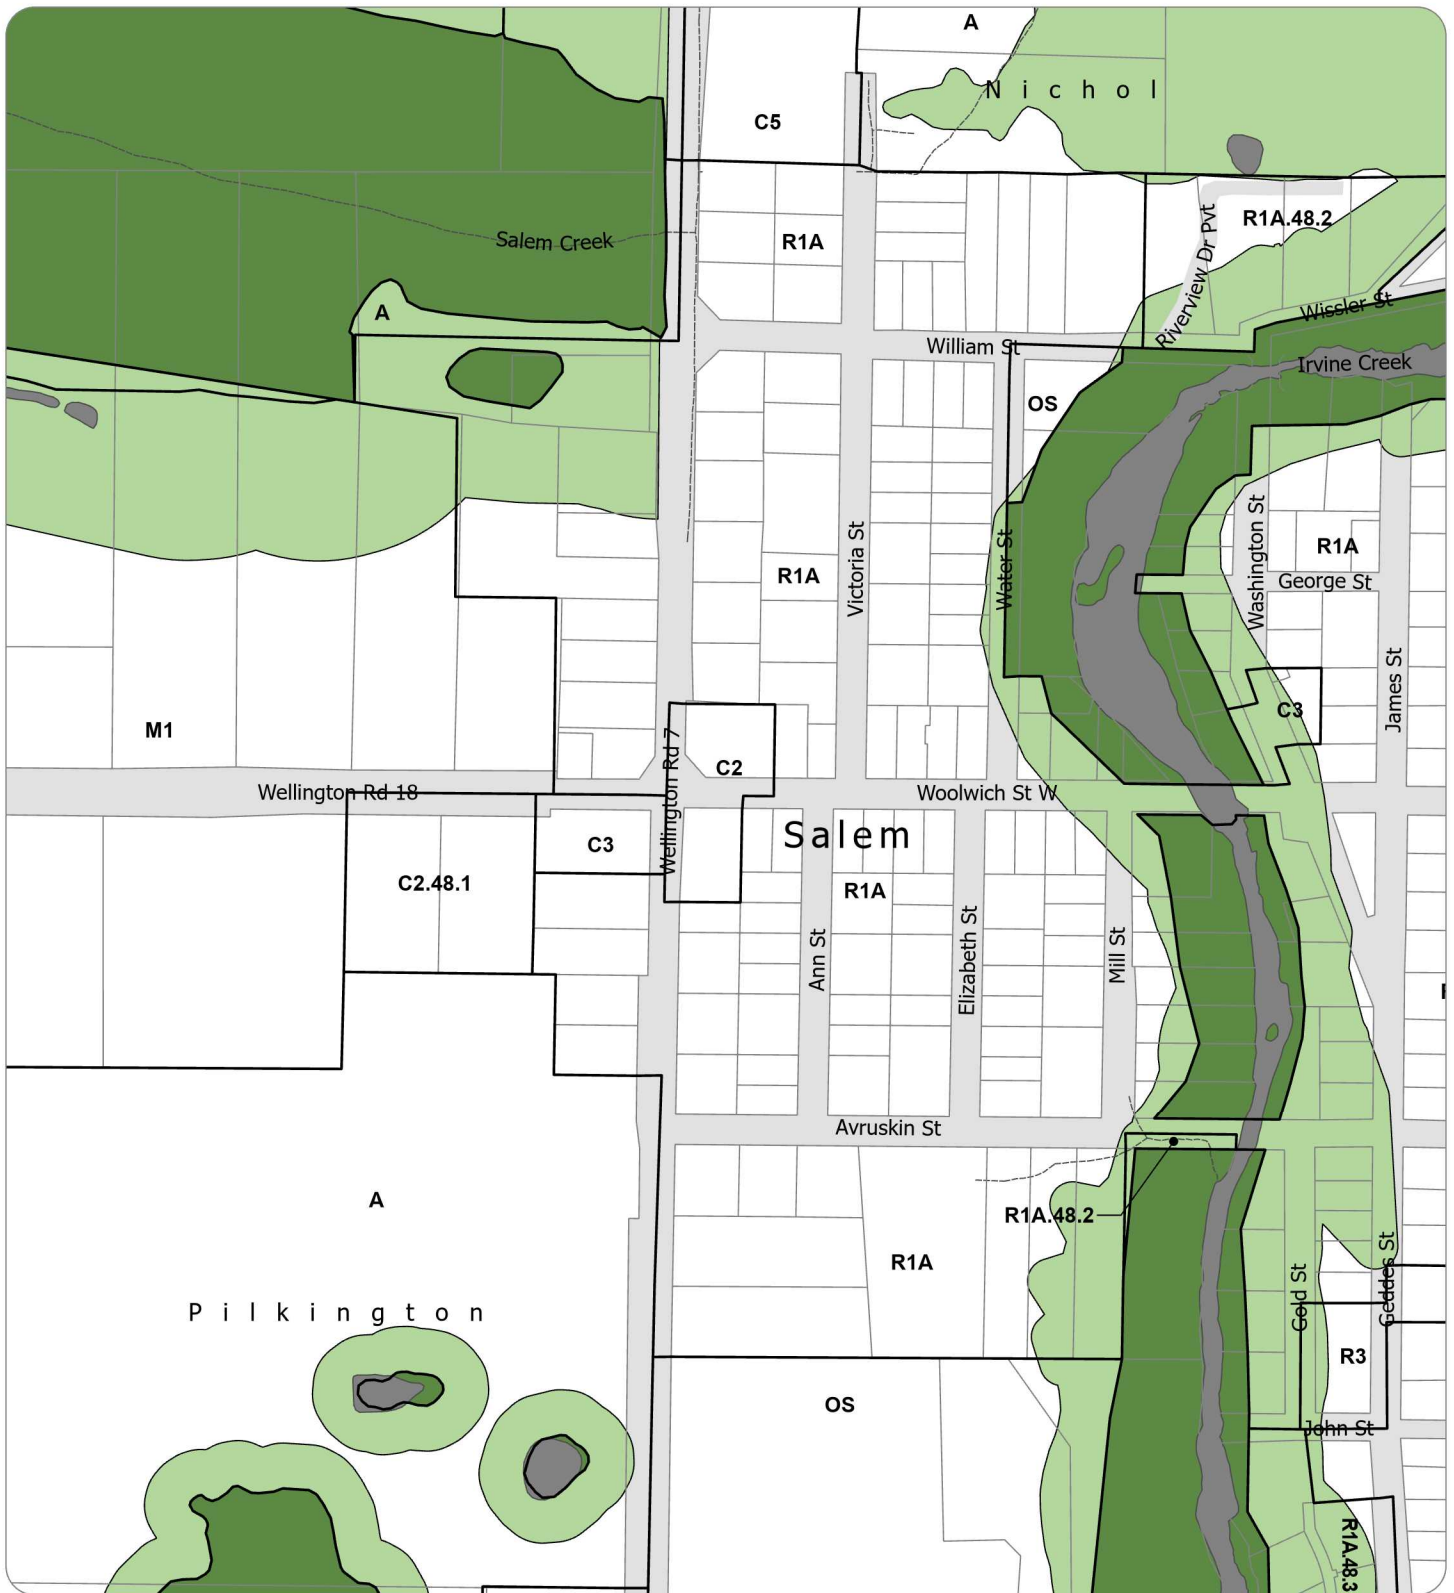 A
N i c h o l
C5
R1A.48.2
R1A
Salem Creek
Riverview Dr Pvt
A
Wissler St
William St
Irvine Creek
OS
Victoria St
Water St
Washington St
R1A
R1A
George St
James St
C3
M1
Wellington Rd 7
C2
Wellington Rd 18
Woolwich St W
Salem
C3
C2.48.1
R1A
Ann St
Elizabeth St
Mill St
Avruskin St
A
R1A.48.2
R1A
Cold St
Geddes St
P i l k i n g t o n
R3
OS
John St
R1A.48.3